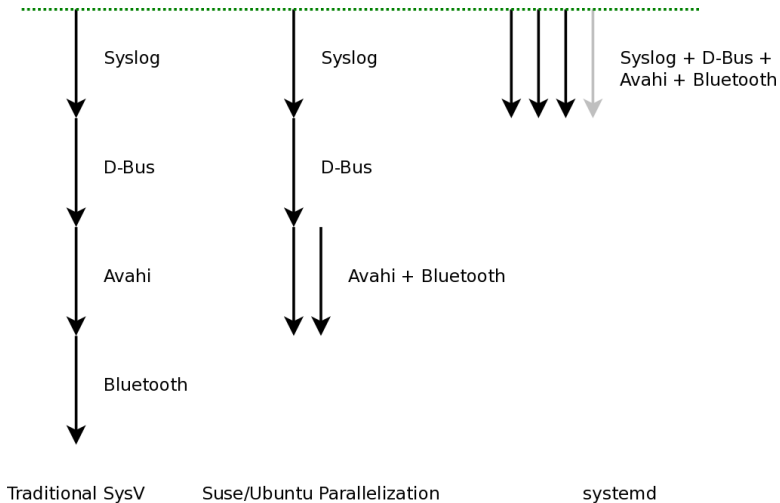 Syslog
Syslog
Syslog + D-Bus +
Avahi + Bluetooth
D-Bus
D-Bus
Avahi
Avahi + Bluetooth
Bluetooth
Traditional SysV
Suse/Ubuntu Parallelization
systemd